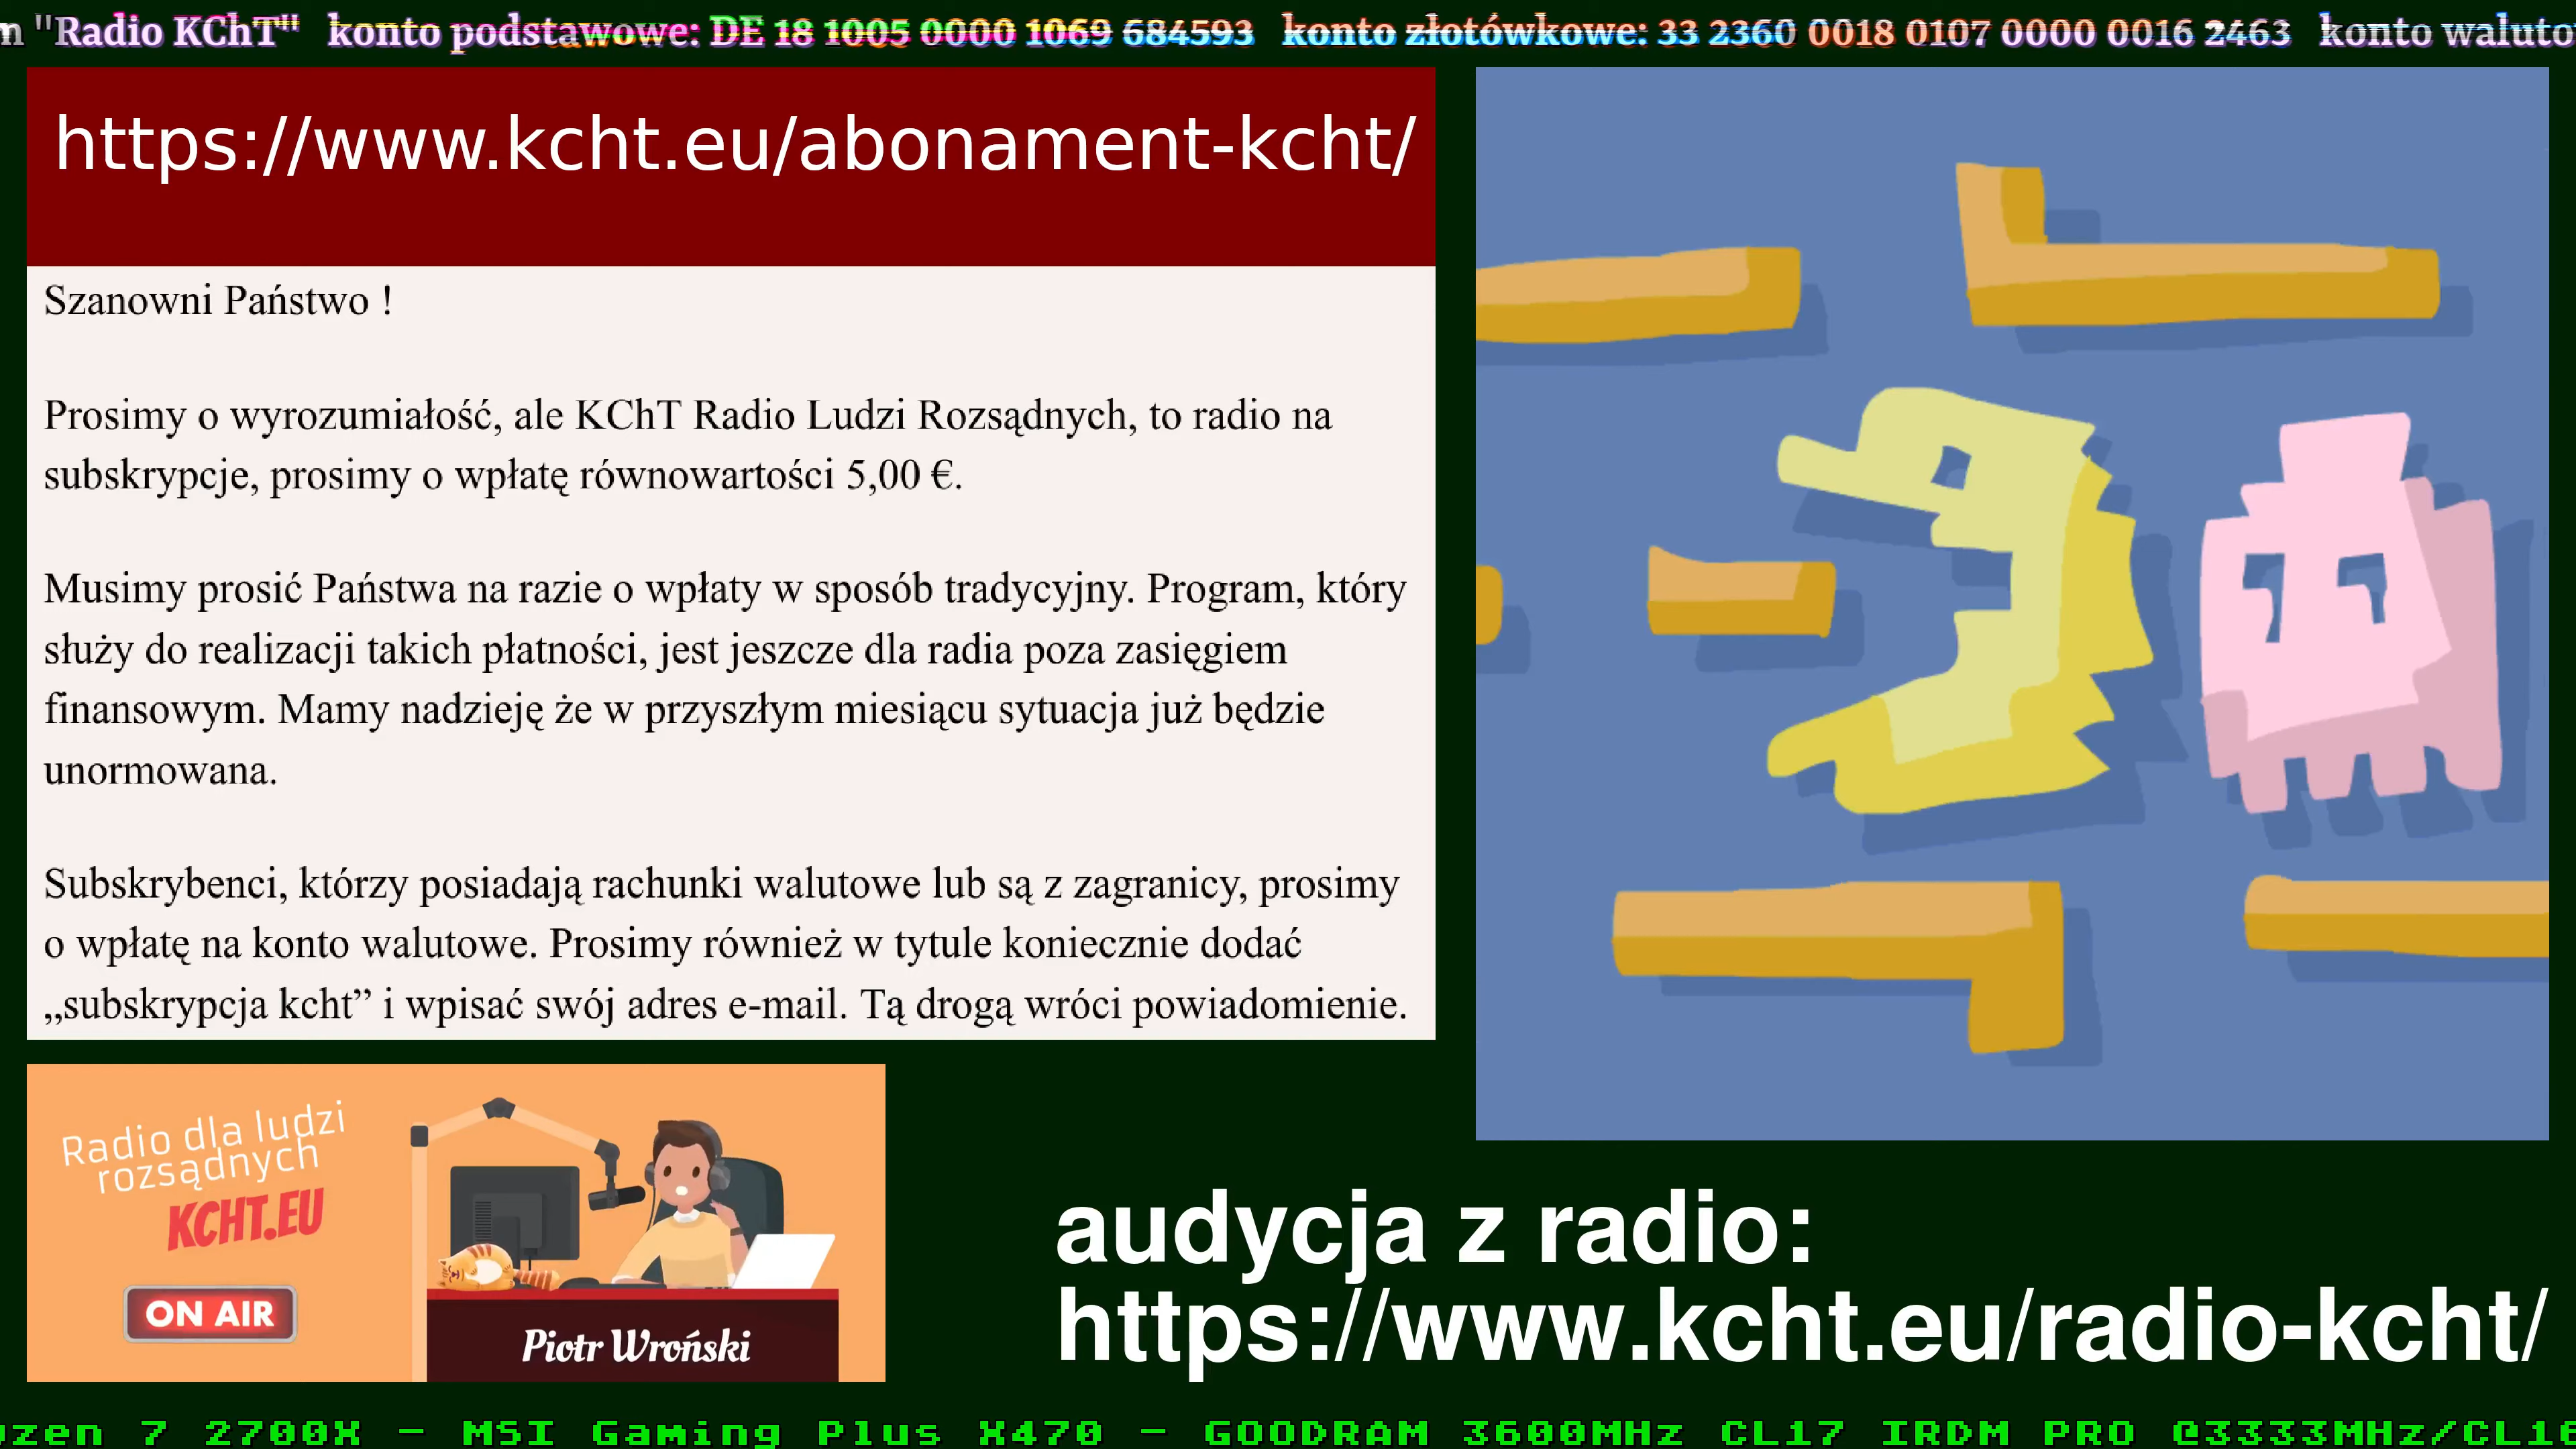 "Radio KChT" konto podstawowe: DE 18 1005 0000 1069 684593 konto złotówkowe: 33 2360 0018 0107 0000 0016 2463 konto waluto
https://www.kcht.eu/abonament-kcht/
Szanowni Państwo !
Prosimy o wyrozumiałość, ale KChT Radio Ludzi Rozsądnych, to radio na
subskrypcje, prosimy o wpłatę równowartości 5,00 €.
Musimy prosić Państwa na razie o wpłaty w sposób tradycyjny. Program, który
służy do realizacji takich płatności, jest jeszcze dla radia poza zasięgiem
finansowym. Mamy nadzieję że w przyszłym miesiącu sytuacja już będzie
unormowana.
Subskrybenci, którzy posiadają rachunki walutowe lub są z zagranicy, prosimy
o wpłatę na konto walutowe. Prosimy również w tytule koniecznie dodać
„subskrypcja kcht” i wpisać swój adres e-mail. Tą drogą wróci powiadomienie.
Radio dla ludzi
rozsądnych
KCHT.EU
ON AIR
Piotr Wroński
audycja z radio:
https://www.kcht.eu/radio-kcht/
zen 7 2700X - MSI Gaming Plus X470 - GOODRAM 3600MHz CL17 IRDM PRO @3333MHz/CL16